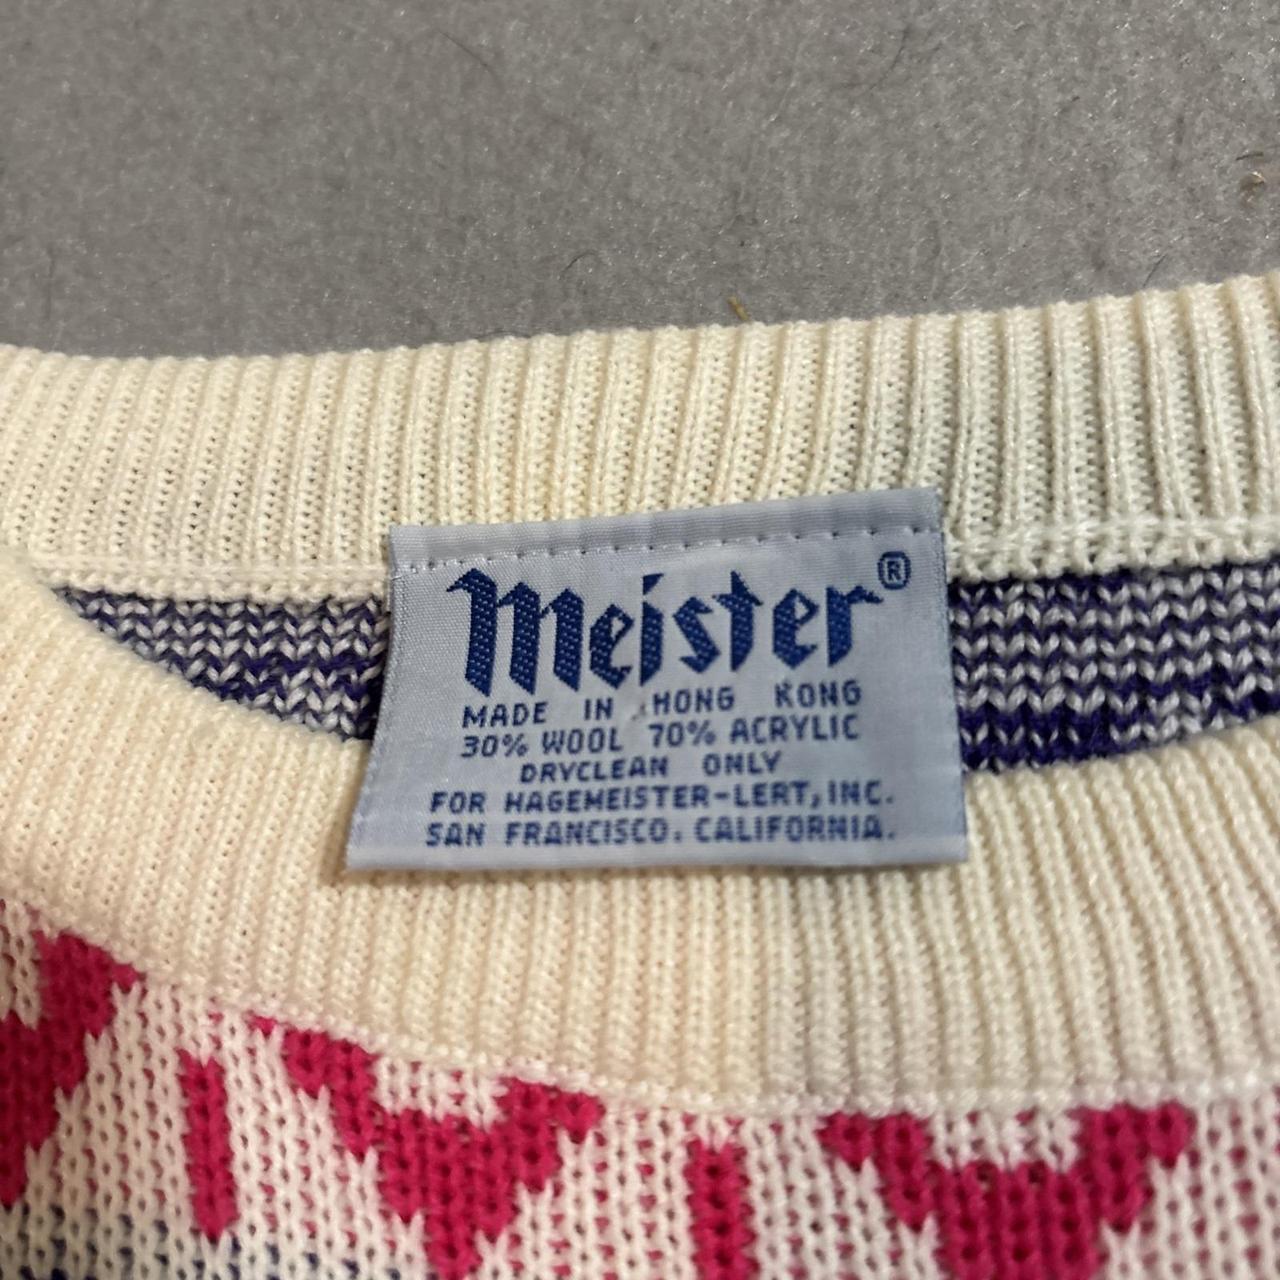 Meister®
MADE IN HONG KONG
30% WOOL 70% ACRYLIC
DRYCLEAN ONLY
FOR HAGEMEISTER-LERT, INC.
SAN FRANCISCO. CALIFORNIA.